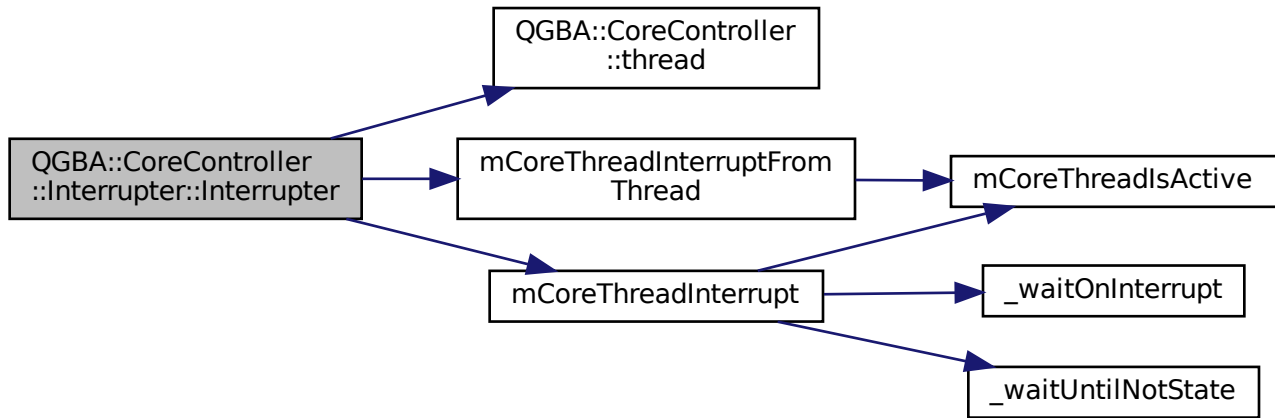 QGBA::CoreController
::thread
QGBA::CoreController
::Interrupter::Interrupter
mCoreThreadInterruptFrom
Thread
mCoreThreadIsActive
mCoreThreadInterrupt
_waitOnInterrupt
_waitUntilNotState